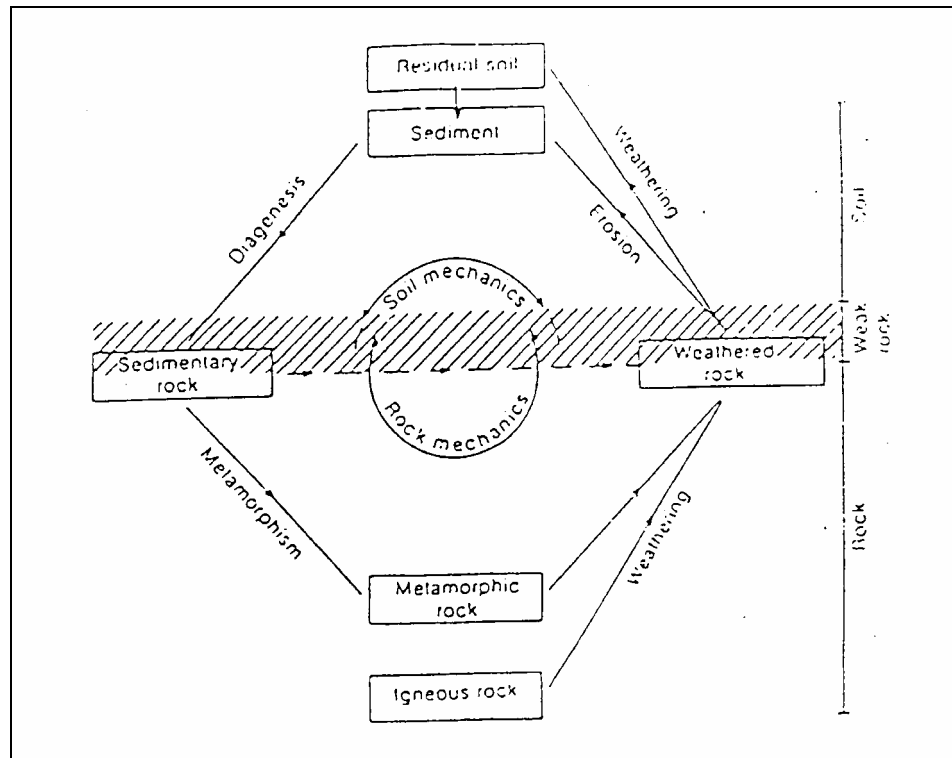 Residual soil
Sediment
Weathering
Erosion
Diagenesis
Soil
Soil mechanics
Weak
rock
Sedimentary
rock
Weathered
rock
Rock mechanics
Metamorphism
Weathering
Rock
Metamorphic
rock
Igneous rock